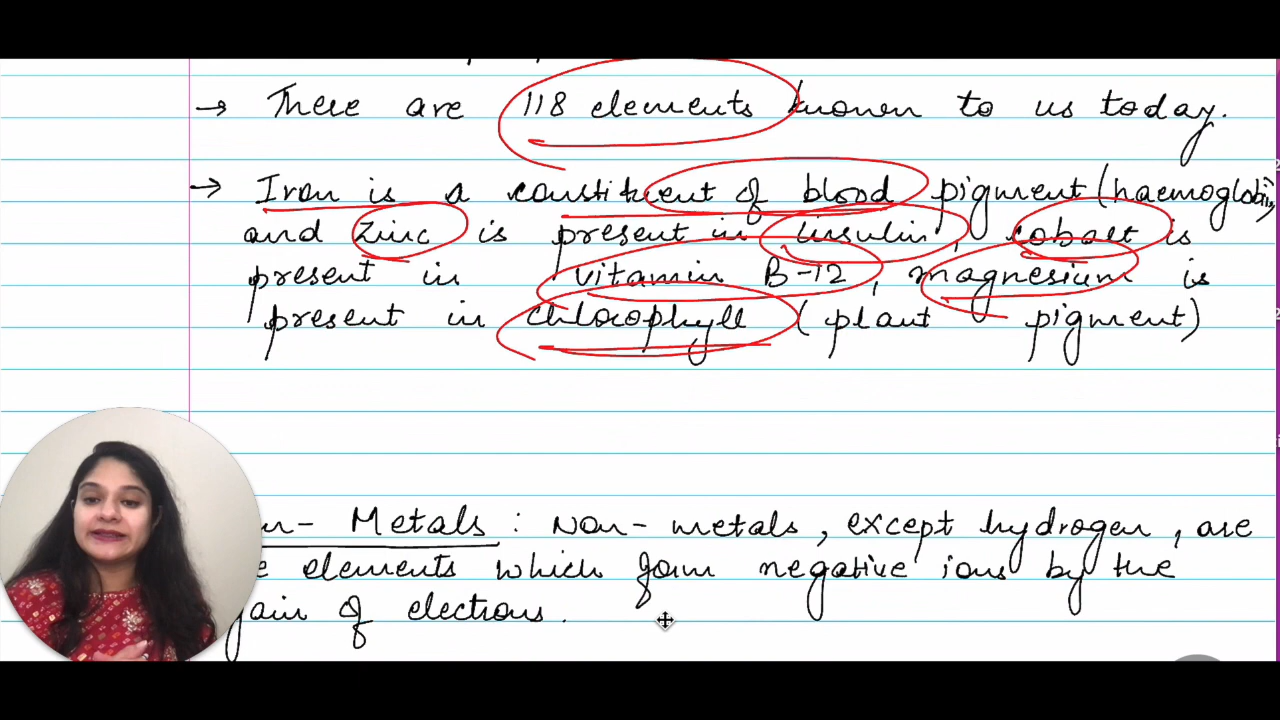 → There are 118 elements known to us today.
→ Iron is a constituent of blood pigment (haemoglobin)
and zinc is present in insulin, cobalt is
present in vitamin B-12, magnesium is
present in chlorophyll (plant pigment)
Metals : Non-metals, except hydrogen, are
elements which form negative ions by the
gain of electrons.